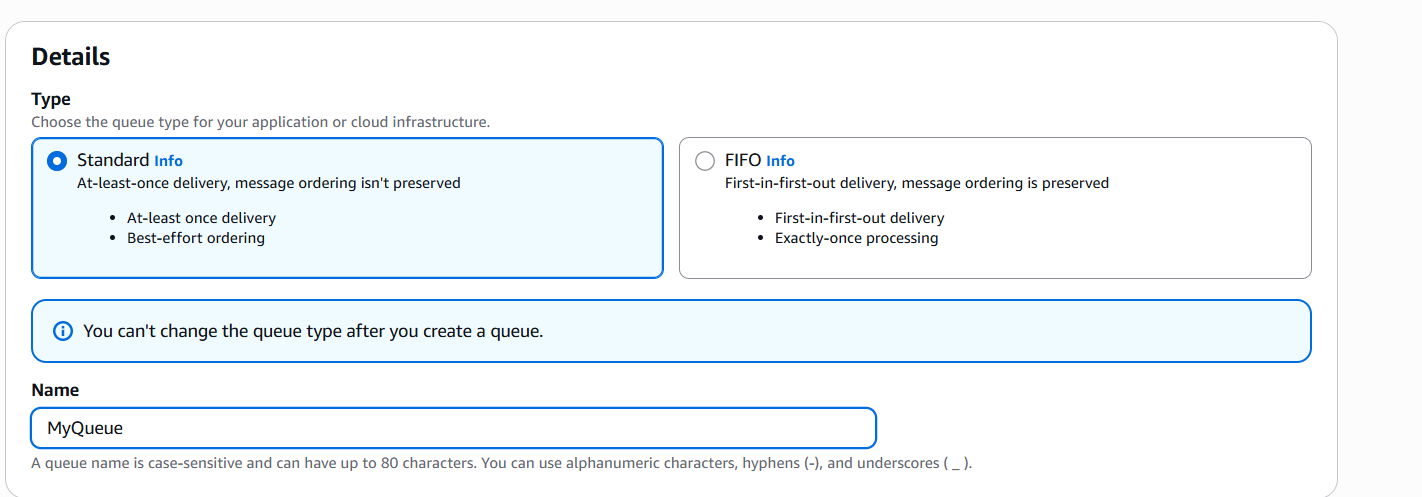 Details
Type
Choose the queue type for your application or cloud infrastructure.
Standard Info
At-least-once delivery, message ordering isn't preserved
• At-least once delivery
• Best-effort ordering
FIFO Info
First-in-first-out delivery, message ordering is preserved
• First-in-first-out delivery
• Exactly-once processing
You can't change the queue type after you create a queue.
Name
MyQueue
A queue name is case-sensitive and can have up to 80 characters. You can use alphanumeric characters, hyphens (-), and underscores ( _ ).